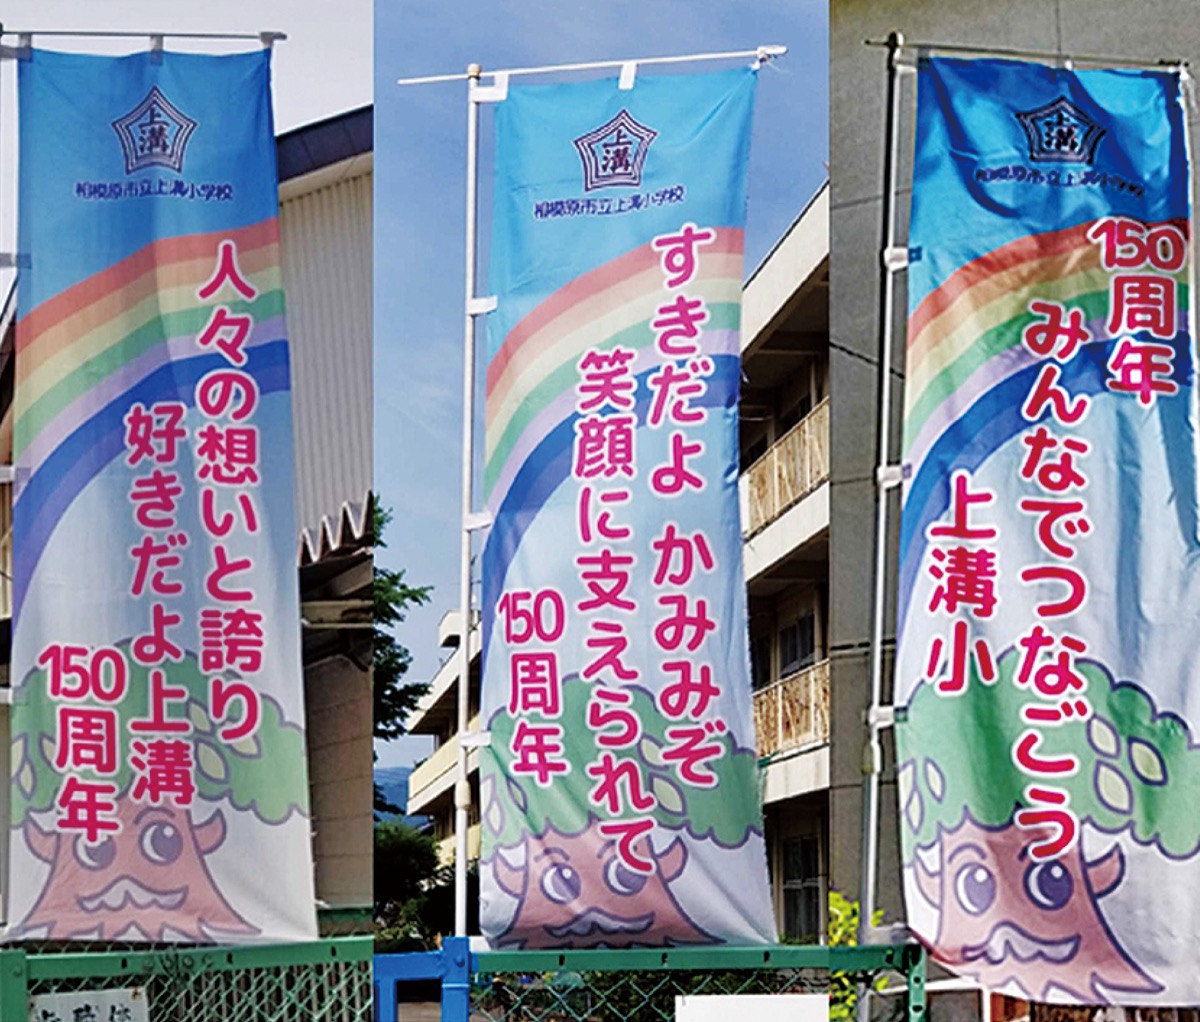 上溝
相模原市立上溝小学校
人々の想いと誇り
好きだよ上溝
150周年
上溝
相模原市立上溝小学校
すきだよ かみみぞ
笑顔に支えられて
150周年
上溝
相模原市立上溝小学校
150周年
みんなでつなごう
上溝小